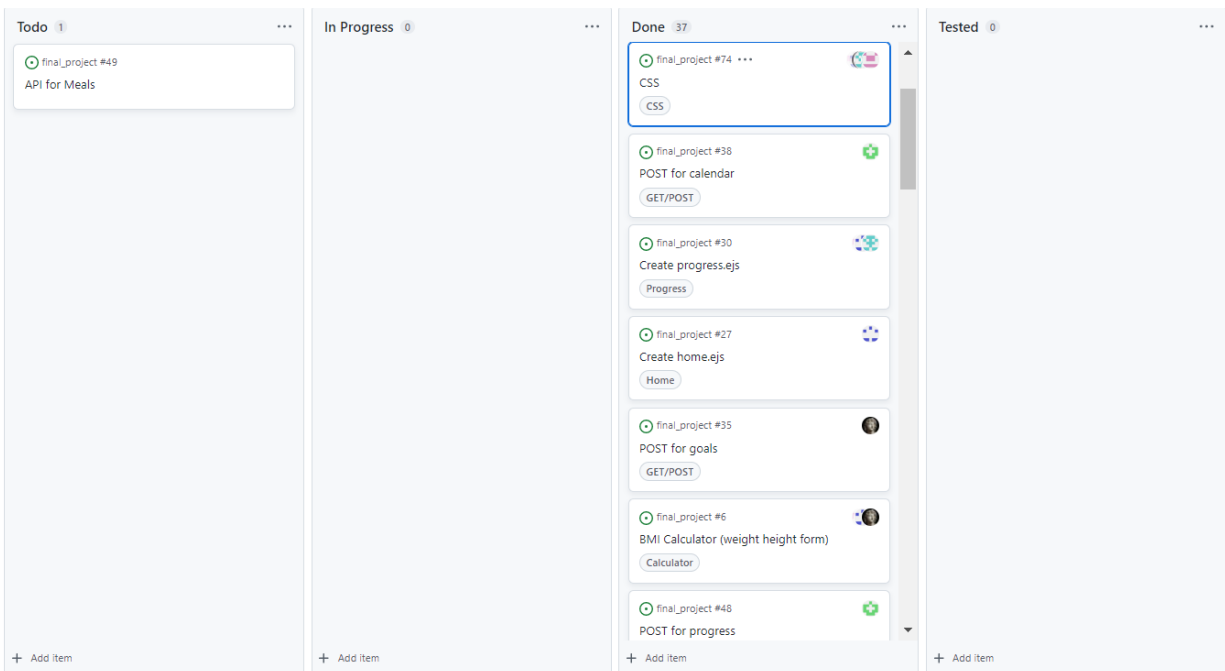 Todo 1
final_project #49
API for Meals
+ Add item
In Progress 0
+ Add item
Done 37
final_project #74
CSS
CSS
final_project #38
POST for calendar
GET/POST
final_project #30
Create progress.ejs
Progress
final_project #27
Create home.ejs
Home
final_project #35
POST for goals
GET/POST
final_project #6
BMI Calculator (weight height form)
Calculator
final_project #48
POST for progress
+ Add item
Tested 0
+ Add item